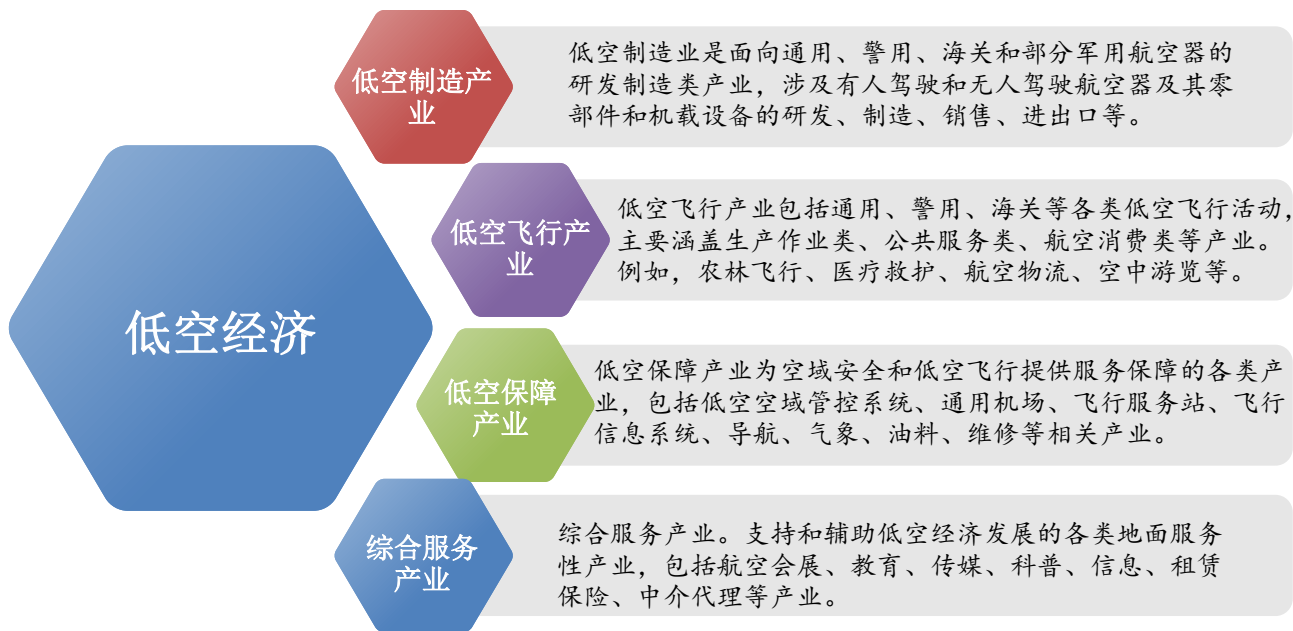 低空经济
低空制造产
业
低空制造业是面向通用、警用、海关和部分军用航空器的
研发制造类产业，涉及有人驾驶和无人驾驶航空器及其零
部件和机载设备的研发、制造、销售、进出口等。
低空飞行产
业
低空飞行产业包括通用、警用、海关等各类低空飞行活动，
主要涵盖生产作业类、公共服务类、航空消费类等产业。
例如，农林飞行、医疗救护、航空物流、空中游览等。
低空保障
产业
低空保障产业为空域安全和低空飞行提供服务保障的各类产
业，包括低空空域管控系统、通用机场、飞行服务站、飞行
信息系统、导航、气象、油料、维修等相关产业。
综合服务
产业
综合服务产业。支持和辅助低空经济发展的各类地面服务
性产业，包括航空会展、教育、传媒、科普、信息、租赁
保险、中介代理等产业。